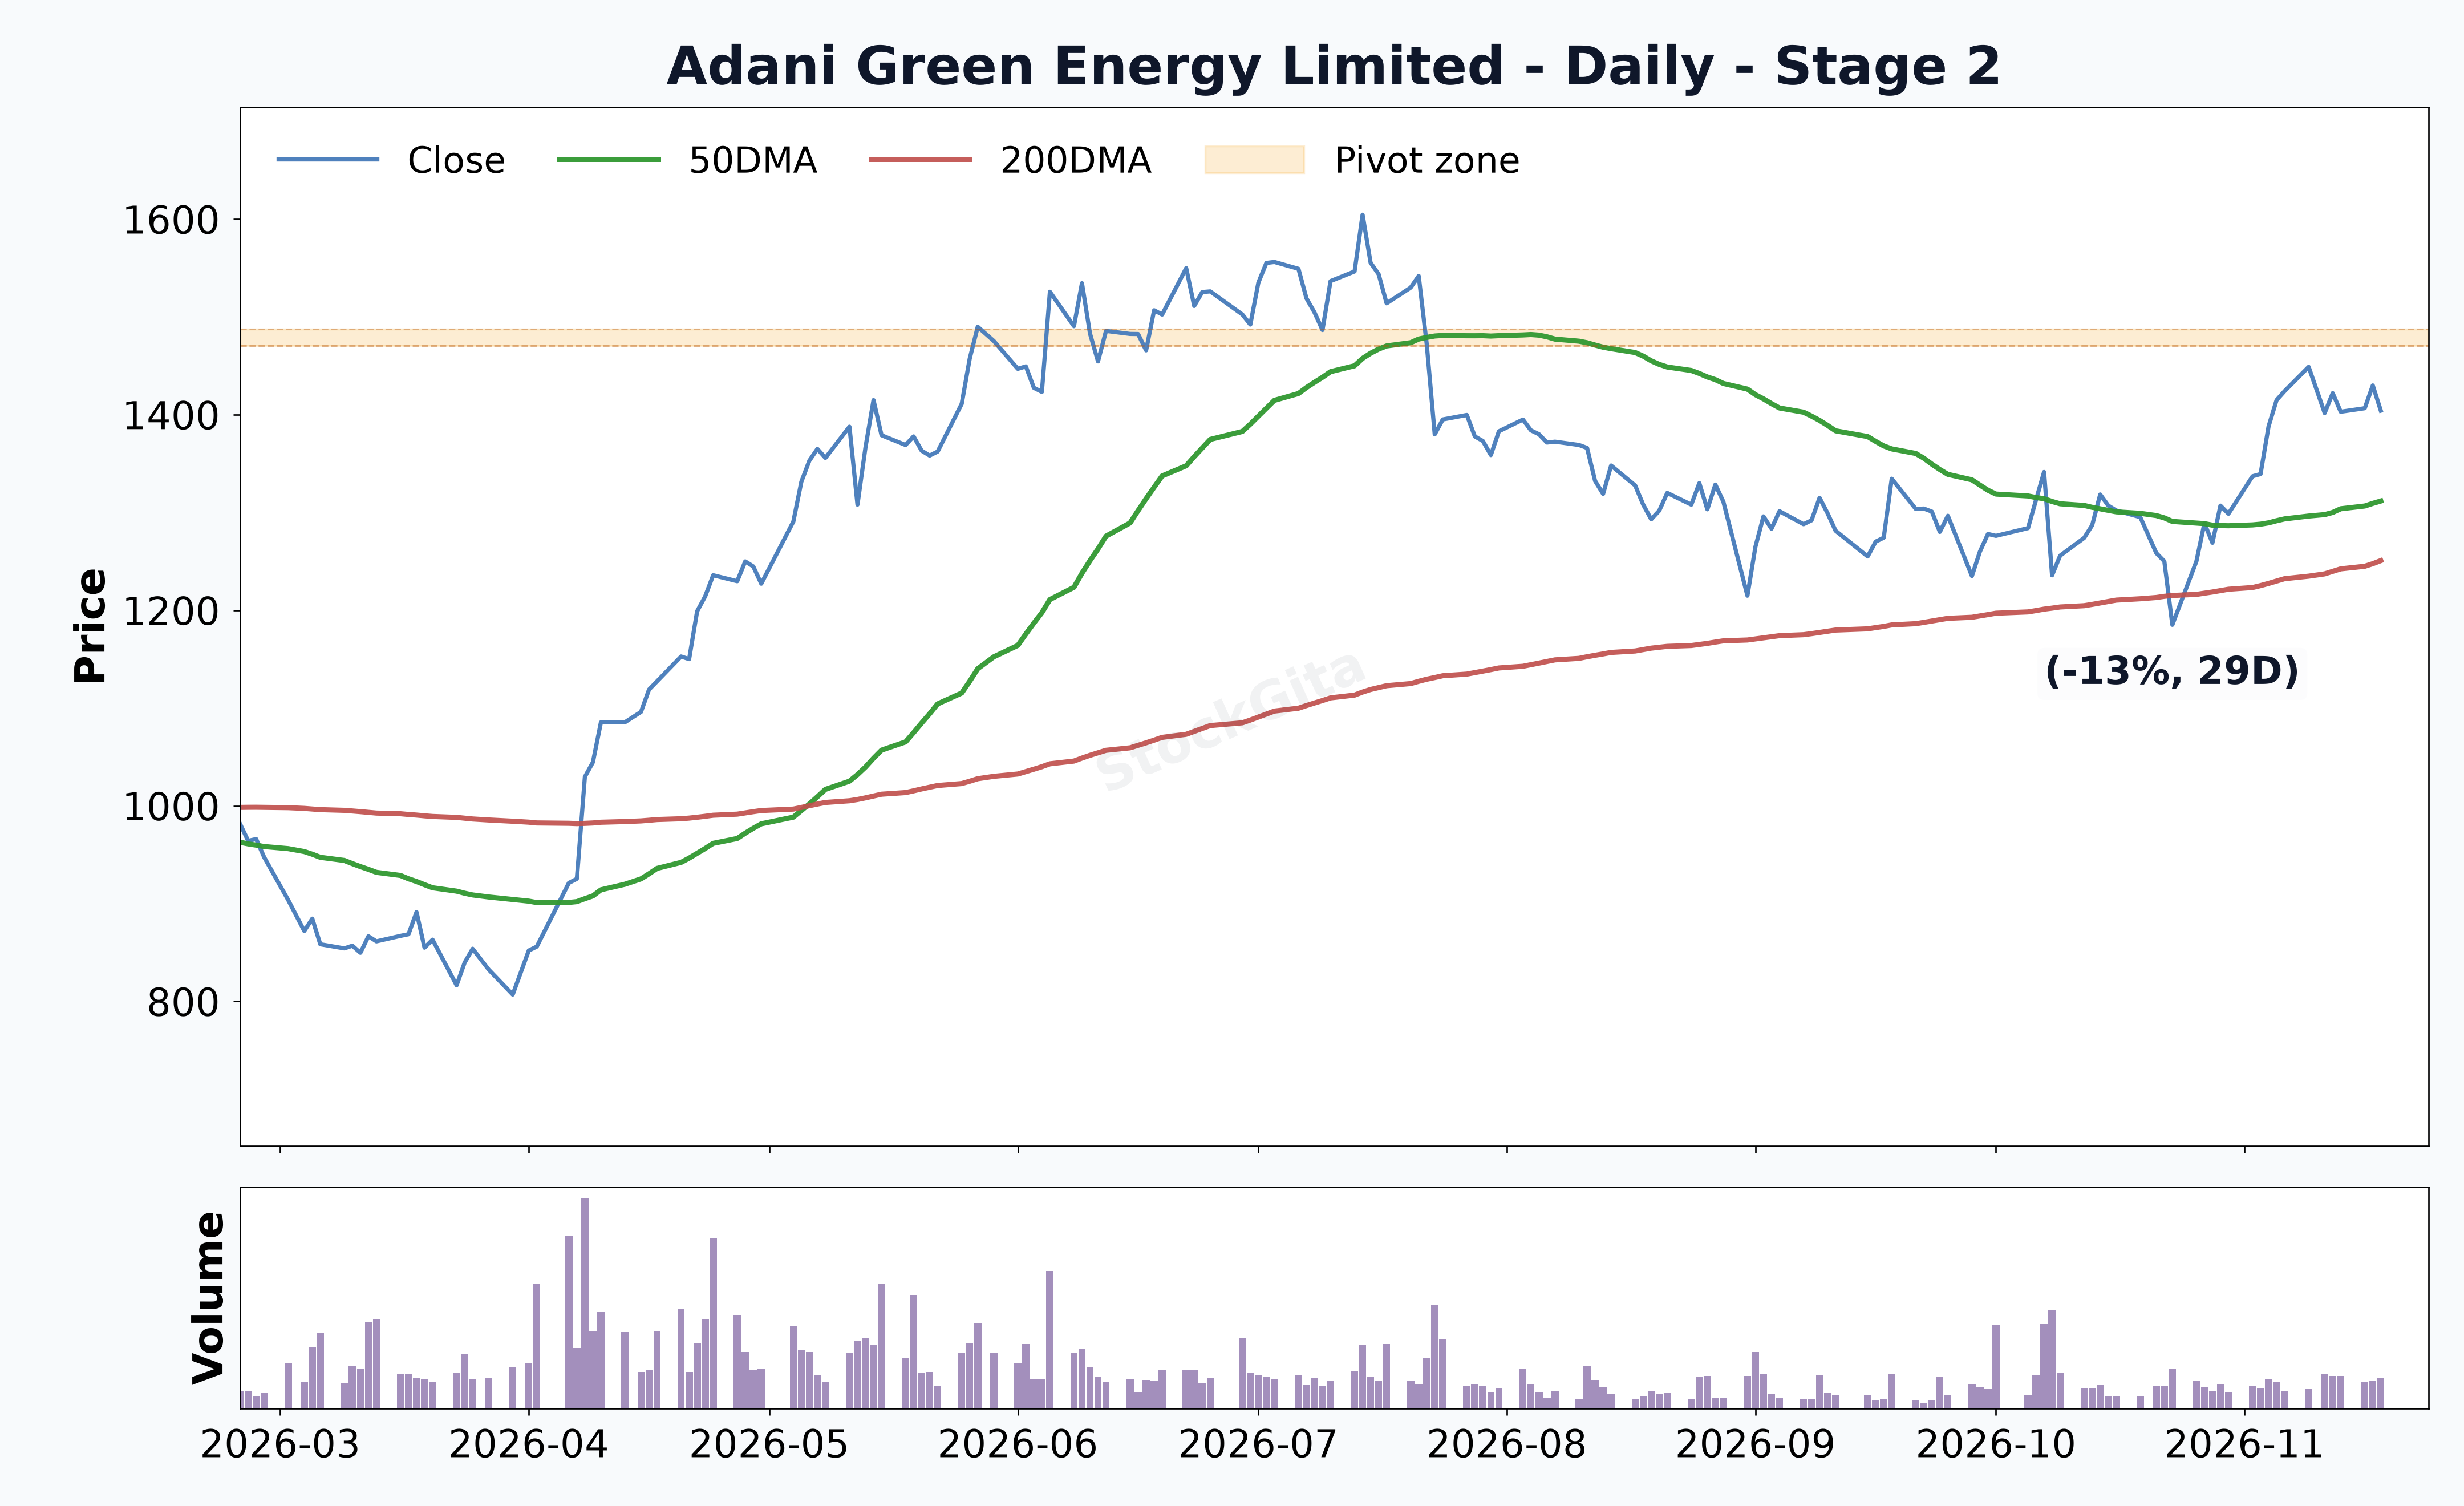 Adani Green Energy Limited - Daily - Stage 2
Close 50DMA 200DMA Pivot zone
Price
1600
1400
1200
1000
800
(-13%, 29D)
StockGita
Volume
2026-03 2026-04 2026-05 2026-06 2026-07 2026-08 2026-09 2026-10 2026-11